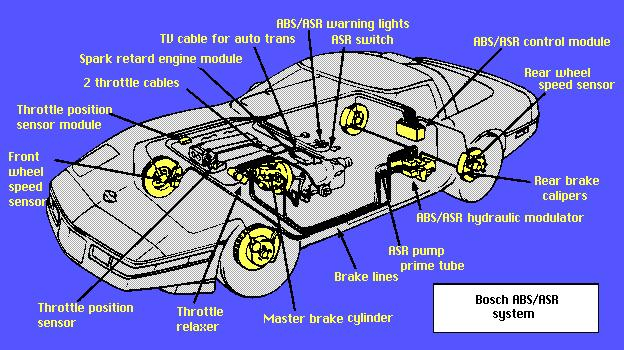 ABS/ASR warning lights
TV cable for auto trans
ASR switch
ABS/ASR control module
Spark retard engine module
2 throttle cables
Rear wheel
speed sensor
Throttle position
sensor module
Front
wheel
speed
sensor
Rear brake
calipers
ABS/ASR hydraulic modulator
ASR pump
prime tube
Brake lines
Throttle position
sensor
Throttle
relaxer
Master brake cylinder
Bosch ABS/ASR
system